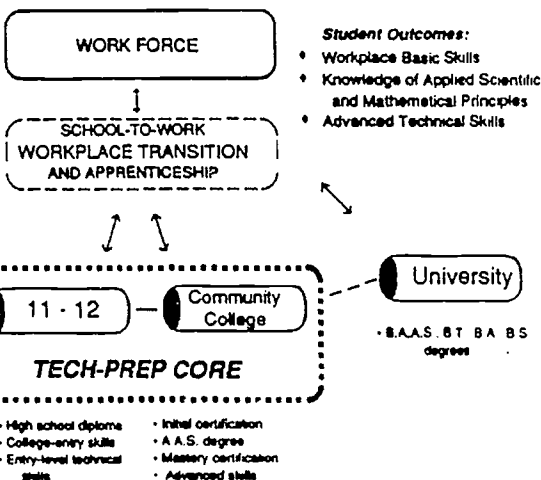 WORK FORCE
Student Outcomes:
• Workplace Basic Skills
• Knowledge of Applied Scientific
and Mathematical Principles
• Advanced Technical Skills
SCHOOL-TO-WORK
WORKPLACE TRANSITION
AND APPRENTICESHIP
11 - 12
Community
College
University
TECH-PREP CORE
• B.A.A.S. B T B A B S
degrees
• High school diploma
• College-entry skills
• Entry-level technical
skills
• Initial certification
• A A.S. degree
• Mastery certification
• Advanced skills